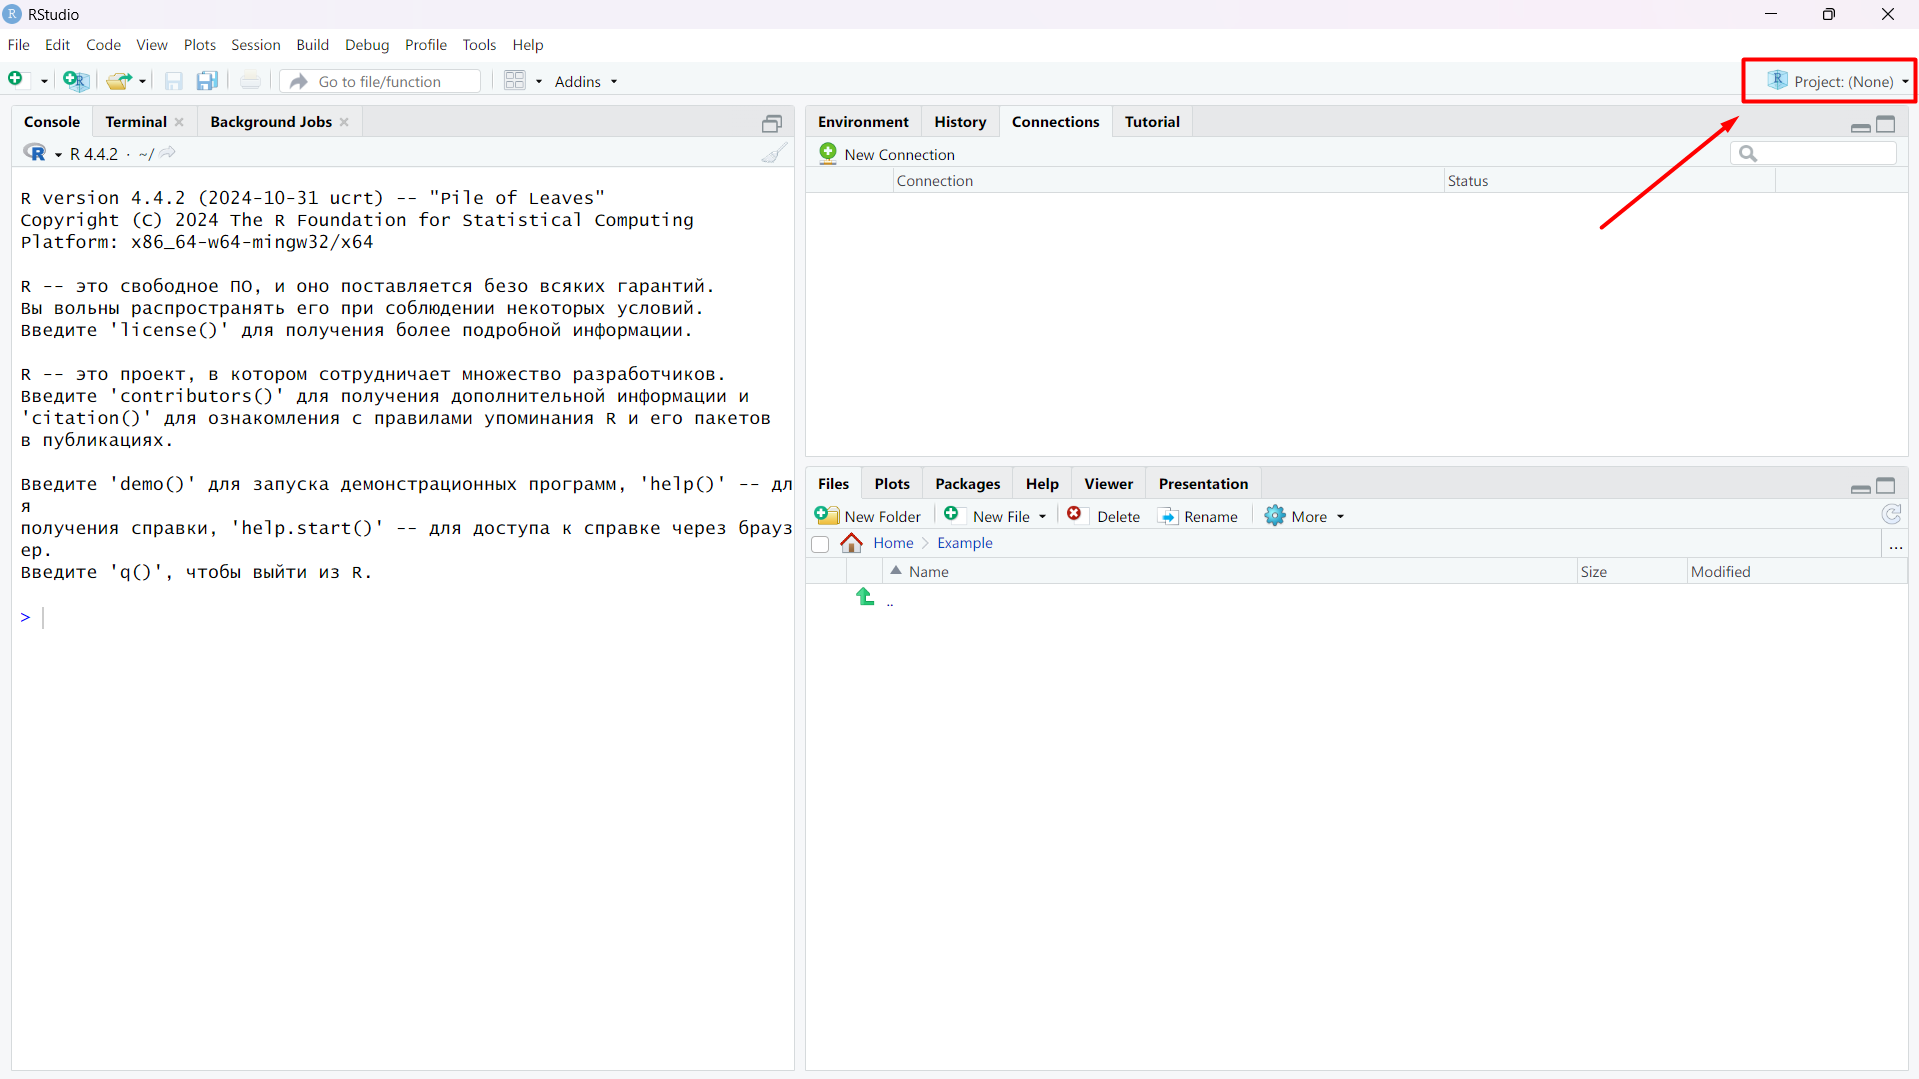 RStudio
File Edit Code View Plots Session Build Debug Profile Tools Help
Go to file/function Addins Project: (None)
Console Terminal Background Jobs
R 4.4.2 · ~/
R version 4.4.2 (2024-10-31 ucrt) -- "Pile of Leaves"
Copyright (C) 2024 The R Foundation for Statistical Computing
Platform: x86_64-w64-mingw32/x64
R -- это свободное ПО, и оно поставляется безо всяких гарантий.
Вы вольны распространять его при соблюдении некоторых условий.
Введите 'license()' для получения более подробной информации.
R -- это проект, в котором сотрудничает множество разработчиков.
Введите 'contributors()' для получения дополнительной информации и
'citation()' для ознакомления с правилами упоминания R и его пакетов
в публикациях.
Введите 'demo()' для запуска демонстрационных программ, 'help()' -- дл
я
получения справки, 'help.start()' -- для доступа к справке через брауз
ер.
Введите 'q()', чтобы выйти из R.
>
Environment History Connections Tutorial
New Connection
Connection Status
Files Plots Packages Help Viewer Presentation
New Folder New File Delete Rename More
Home Example ...
Name Size Modified
..